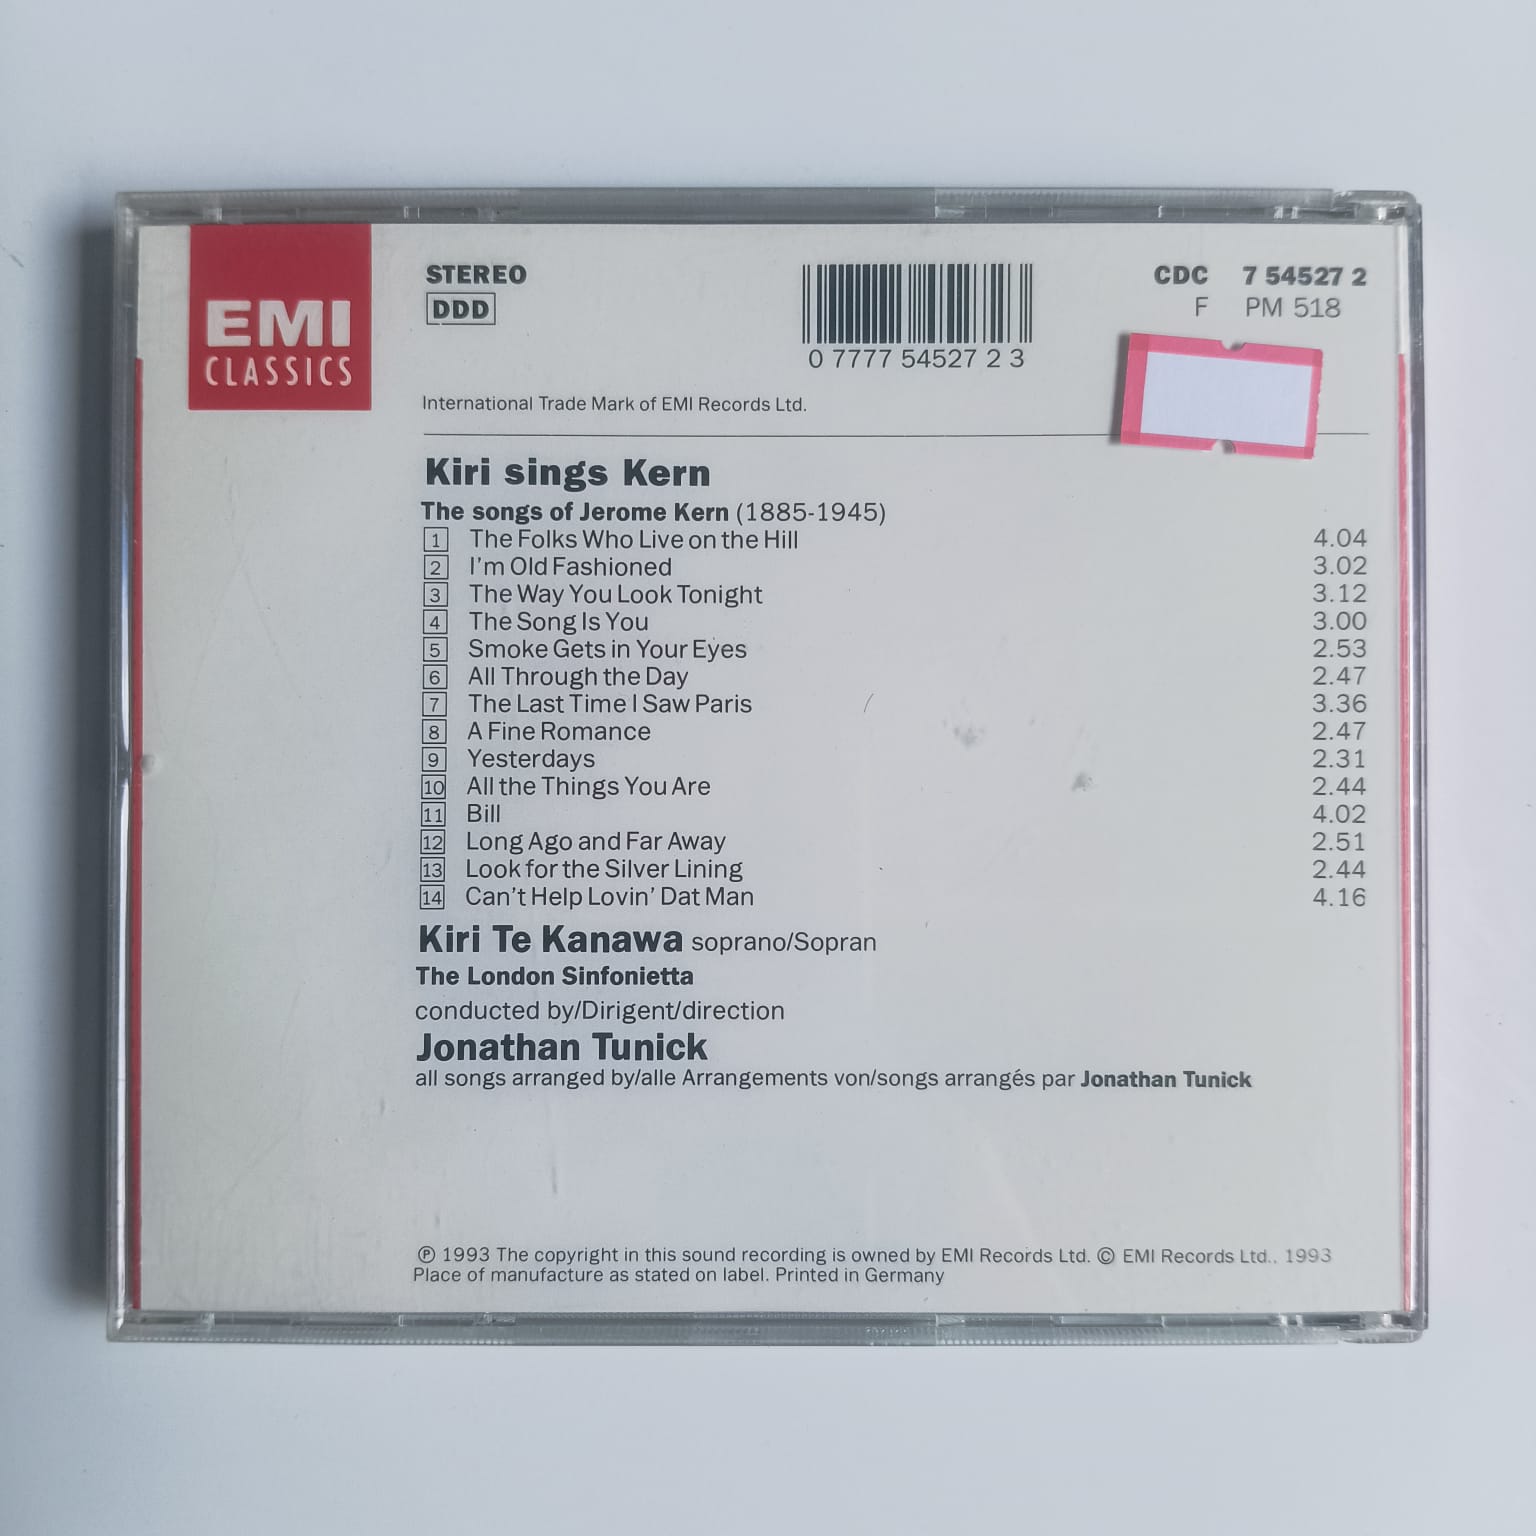 EMI
CLASSICS
STEREO
DDD
0 7777 54527 2 3
CDC 7 54527 2
F PM 518
International Trade Mark of EMI Records Ltd.
Kiri sings Kern
The songs of Jerome Kern (1885-1945)
1 The Folks Who Live on the Hill 4.04
2 I'm Old Fashioned 3.02
3 The Way You Look Tonight 3.12
4 The Song Is You 3.00
5 Smoke Gets in Your Eyes 2.53
6 All Through the Day 2.47
7 The Last Time I Saw Paris 3.36
8 A Fine Romance 2.47
9 Yesterdays 2.31
10 All the Things You Are 2.44
11 Bill 4.02
12 Long Ago and Far Away 2.51
13 Look for the Silver Lining 2.44
14 Can't Help Lovin' Dat Man 4.16
Kiri Te Kanawa soprano/Sopran
The London Sinfonietta
conducted by/Dirigent/direction
Jonathan Tunick
all songs arranged by/alle Arrangements von/songs arrangés par Jonathan Tunick
℗ 1993 The copyright in this sound recording is owned by EMI Records Ltd. © EMI Records Ltd., 1993
Place of manufacture as stated on label. Printed in Germany